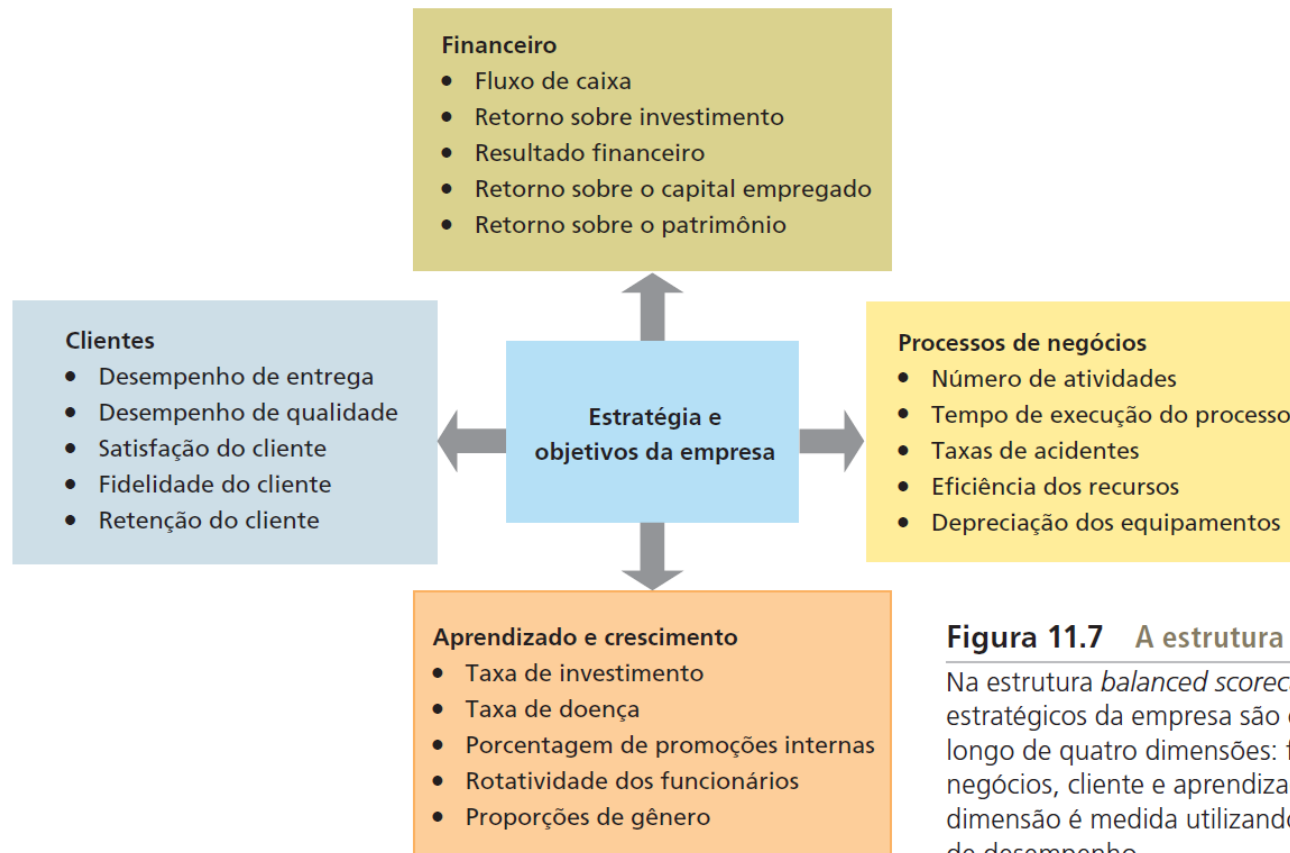 Financeiro
• Fluxo de caixa
• Retorno sobre investimento
• Resultado financeiro
• Retorno sobre o capital empregado
• Retorno sobre o patrimônio
Clientes
• Desempenho de entrega
• Desempenho de qualidade
• Satisfação do cliente
• Fidelidade do cliente
• Retenção do cliente
Estratégia e
objetivos da empresa
Processos de negócios
• Número de atividades
• Tempo de execução do processo
• Taxas de acidentes
• Eficiência dos recursos
• Depreciação dos equipamentos
Aprendizado e crescimento
• Taxa de investimento
• Taxa de doença
• Porcentagem de promoções internas
• Rotatividade dos funcionários
• Proporções de gênero
Figura 11.7 A estrutura
Na estrutura balanced
estratégicos da empresa são
longo de quatro dimensões:
negócios, cliente e
dimensão é medida
de desempenho